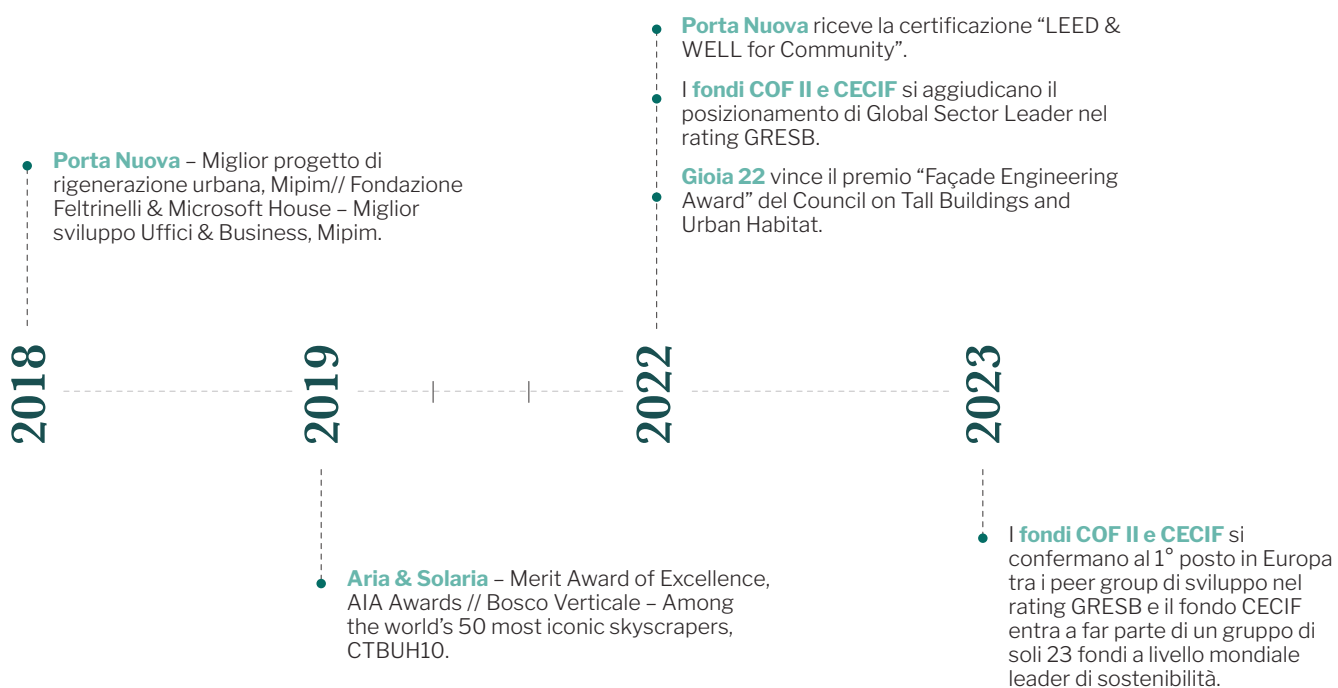 Porta Nuova riceve la certificazione “LEED &
WELL for Community”.
I fondi COF II e CECIF si aggiudicano il
posizionamento di Global Sector Leader nel
rating GRESB.
Gioia 22 vince il premio “Façade Engineering
Award” del Council on Tall Buildings and
Urban Habitat.
Porta Nuova – Miglior progetto di
rigenerazione urbana, Mipim// Fondazione
Feltrinelli & Microsoft House – Miglior
sviluppo Uffici & Business, Mipim.
2018
2019
2022
2023
Aria & Solaria – Merit Award of Excellence,
AIA Awards // Bosco Verticale – Among
the world’s 50 most iconic skyscrapers,
CTBUH10.
I fondi COF II e CECIF si
confermano al 1° posto in Europa
tra i peer group di sviluppo nel
rating GRESB e il fondo CECIF
entra a far parte di un gruppo di
soli 23 fondi a livello mondiale
leader di sostenibilità.